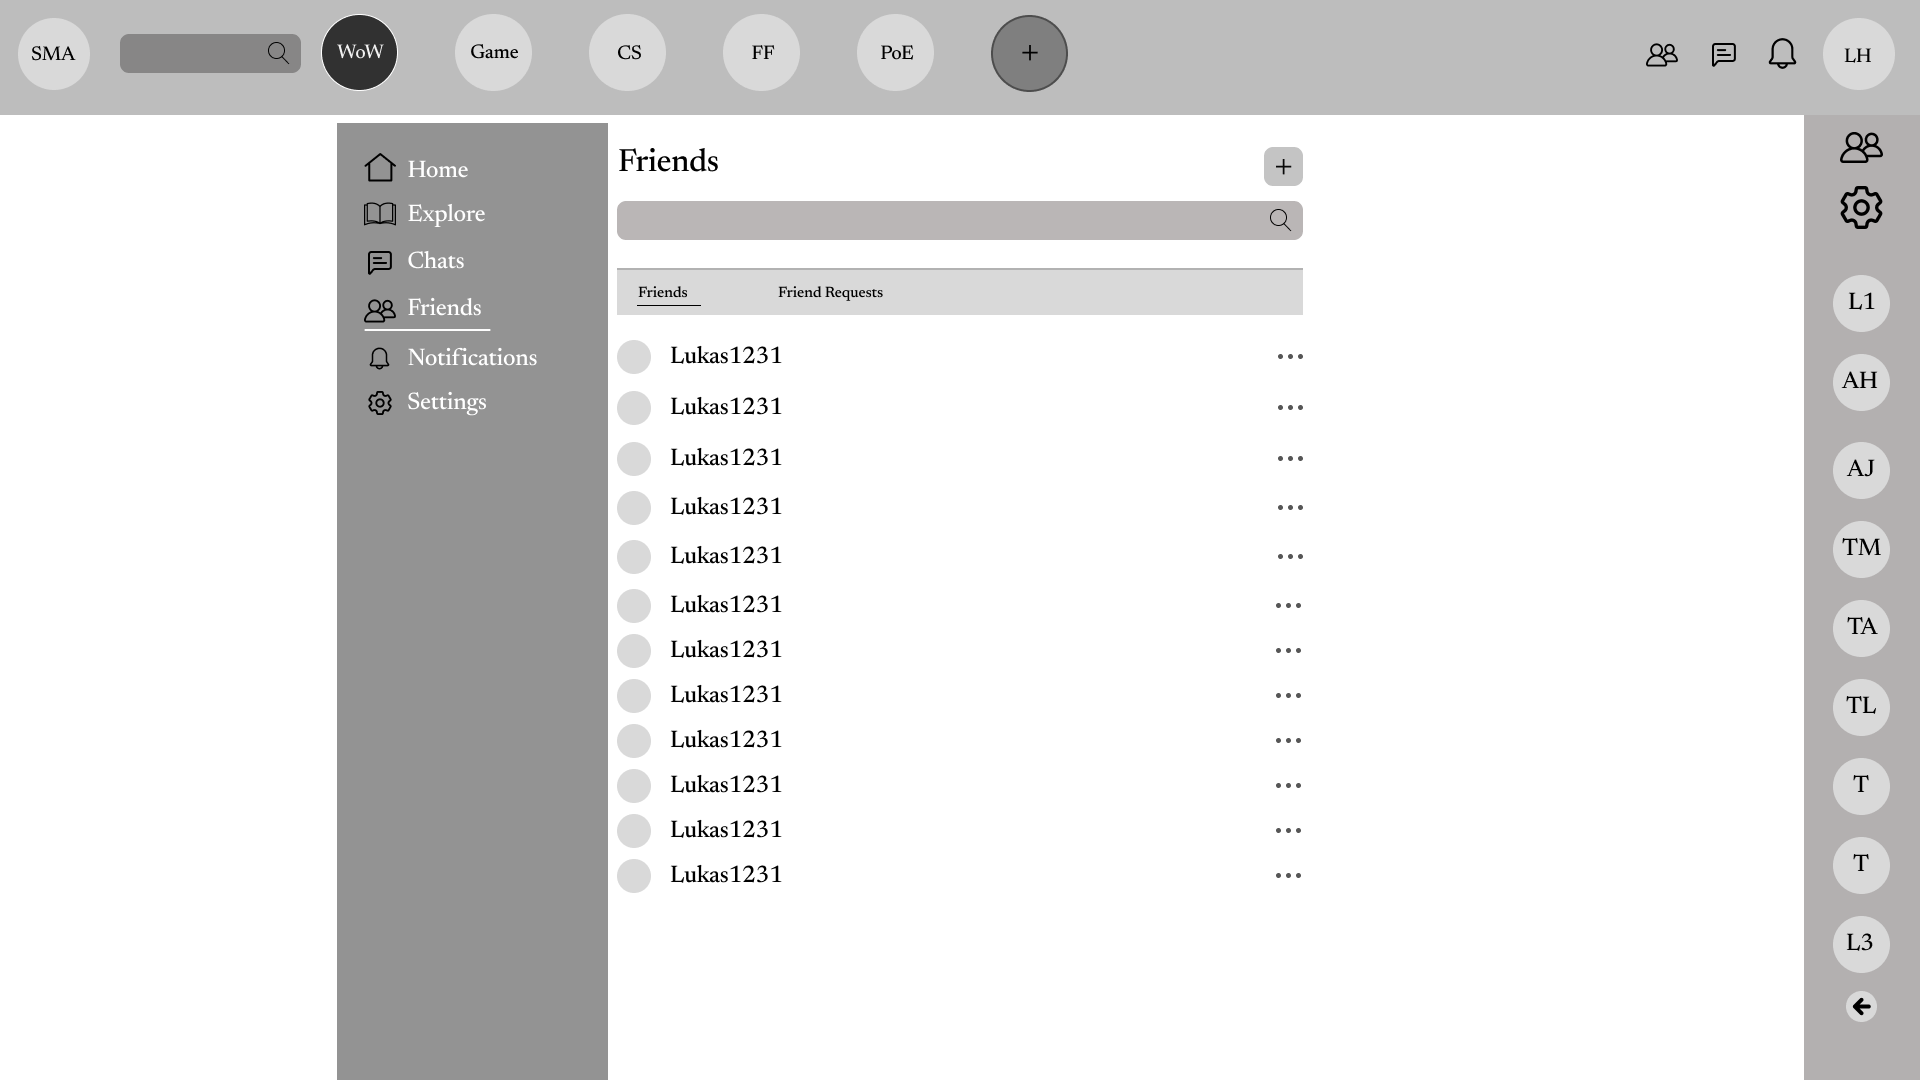 SMA
WoW
Game
CS
FF
PoE
+
LH
Home
Explore
Chats
Friends
Notifications
Settings
Friends
+
Friends
Friend Requests
Lukas1231
Lukas1231
Lukas1231
Lukas1231
Lukas1231
Lukas1231
Lukas1231
Lukas1231
Lukas1231
Lukas1231
Lukas1231
Lukas1231
L1
AH
AJ
TM
TA
TL
T
T
L3